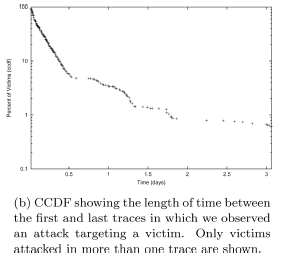 100
10
1
0.1
Percent of Victims (ccdf)
0.5 1 1.5 2 2.5 3
Time (days)
(b) CCDF showing the length of time between
the first and last traces in which we observed
an attack targeting a victim. Only victims
attacked in more than one trace are shown.